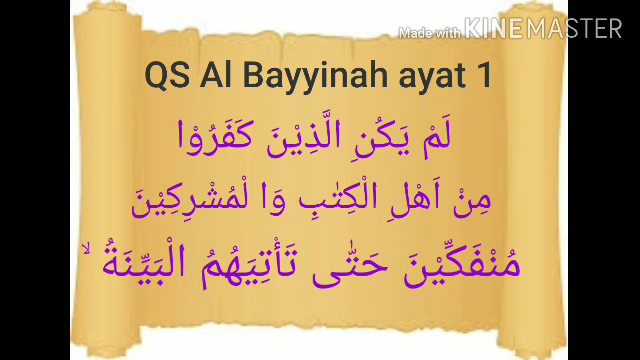 Made with KINEMASTER
QS Al Bayyinah ayat 1
لَمْ يَكُنِ الَّذِيْنَ كَفَرُوْا
مِنْ اَهْلِ الْكِتٰبِ وَا لْمُشْرِكِيْنَ
مُنْفَكِّيْنَ حَتّٰى تَأْتِيَهُمُ الْبَيِّنَةُ ۙ